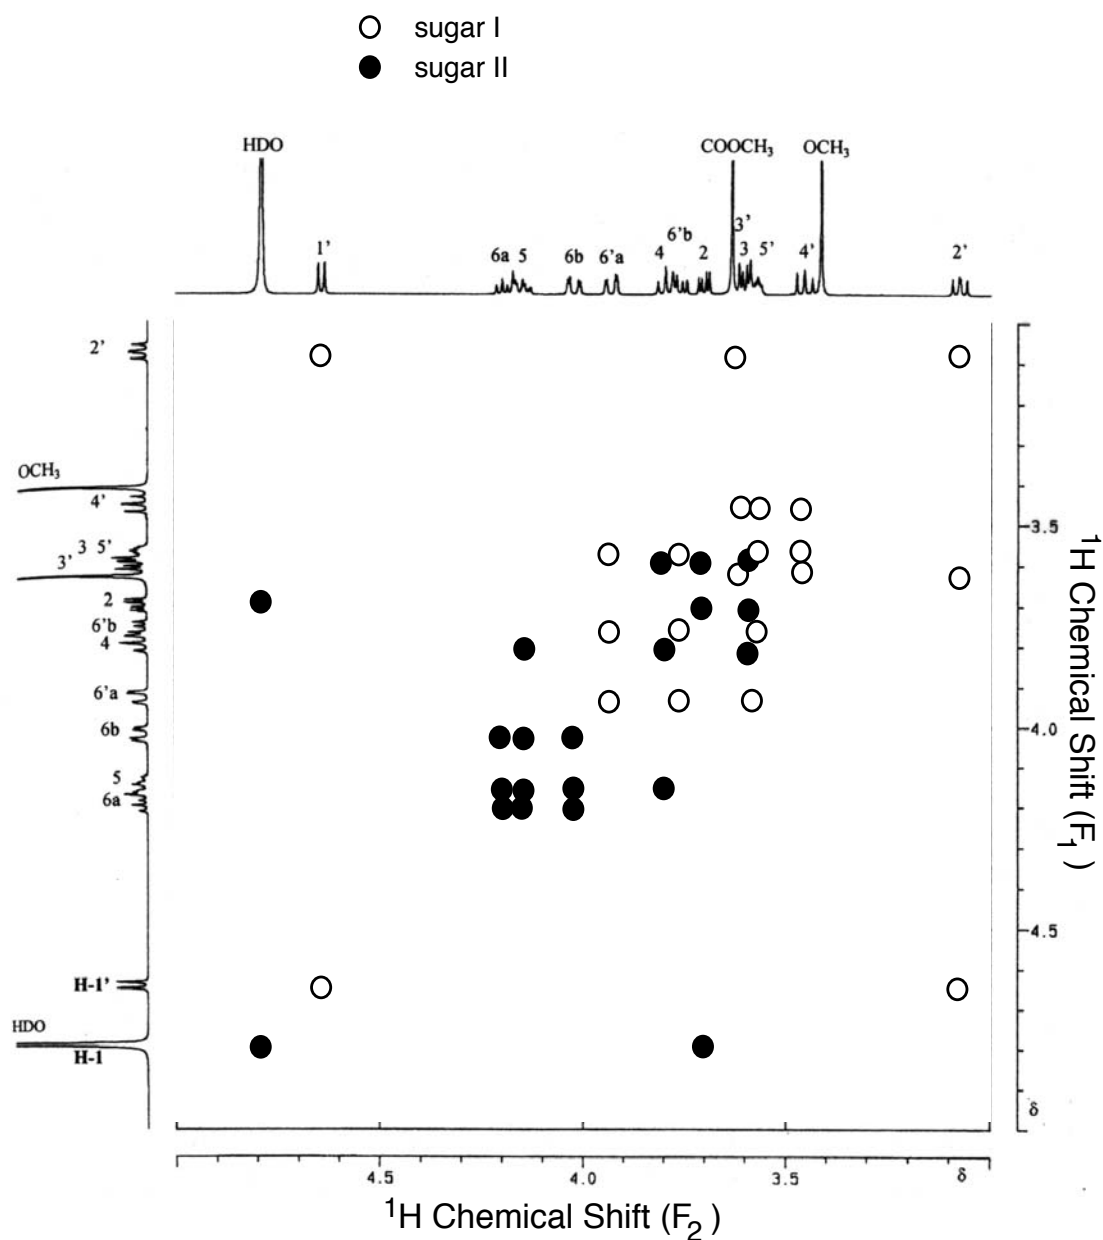 sugar I
sugar II
HDO
COOCH3
OCH3
1'
6a 5
6b
6'a
4
6'b
2
3'
3
5'
4'
2'
2'
OCH3
4'
3 5'
3'
2
6'b
4
6'a
6b
5
6a
H-1'
HDO
H-1
3.5
4.0
4.5
δ
1H Chemical Shift (F1)
4.5 4.0 3.5 δ
1H Chemical Shift (F2)